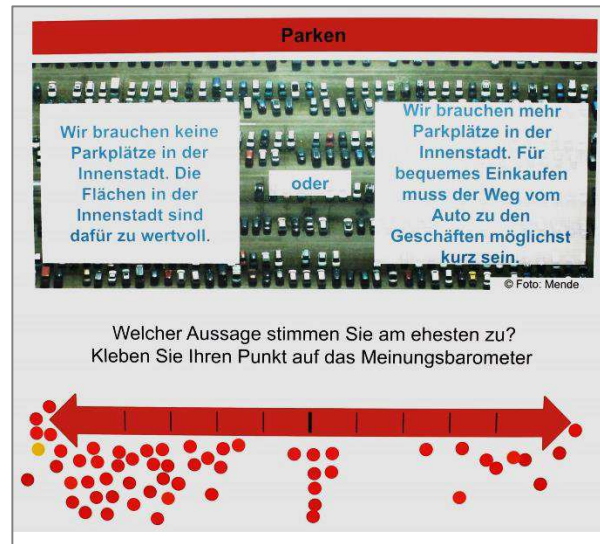 Parken
Wir brauchen keine
Parkplätze in der
Innenstadt. Die
Flächen in der
Innenstadt sind
dafür zu wertvoll.
oder
Wir brauchen mehr
Parkplätze in der
Innenstadt. Für
bequemes Einkaufen
muss der Weg vom
Auto zu den
Geschäften möglichst
kurz sein.
© Foto: Mende
Welcher Aussage stimmen Sie am ehesten zu?
Kleben Sie Ihren Punkt auf das Meinungsbarometer